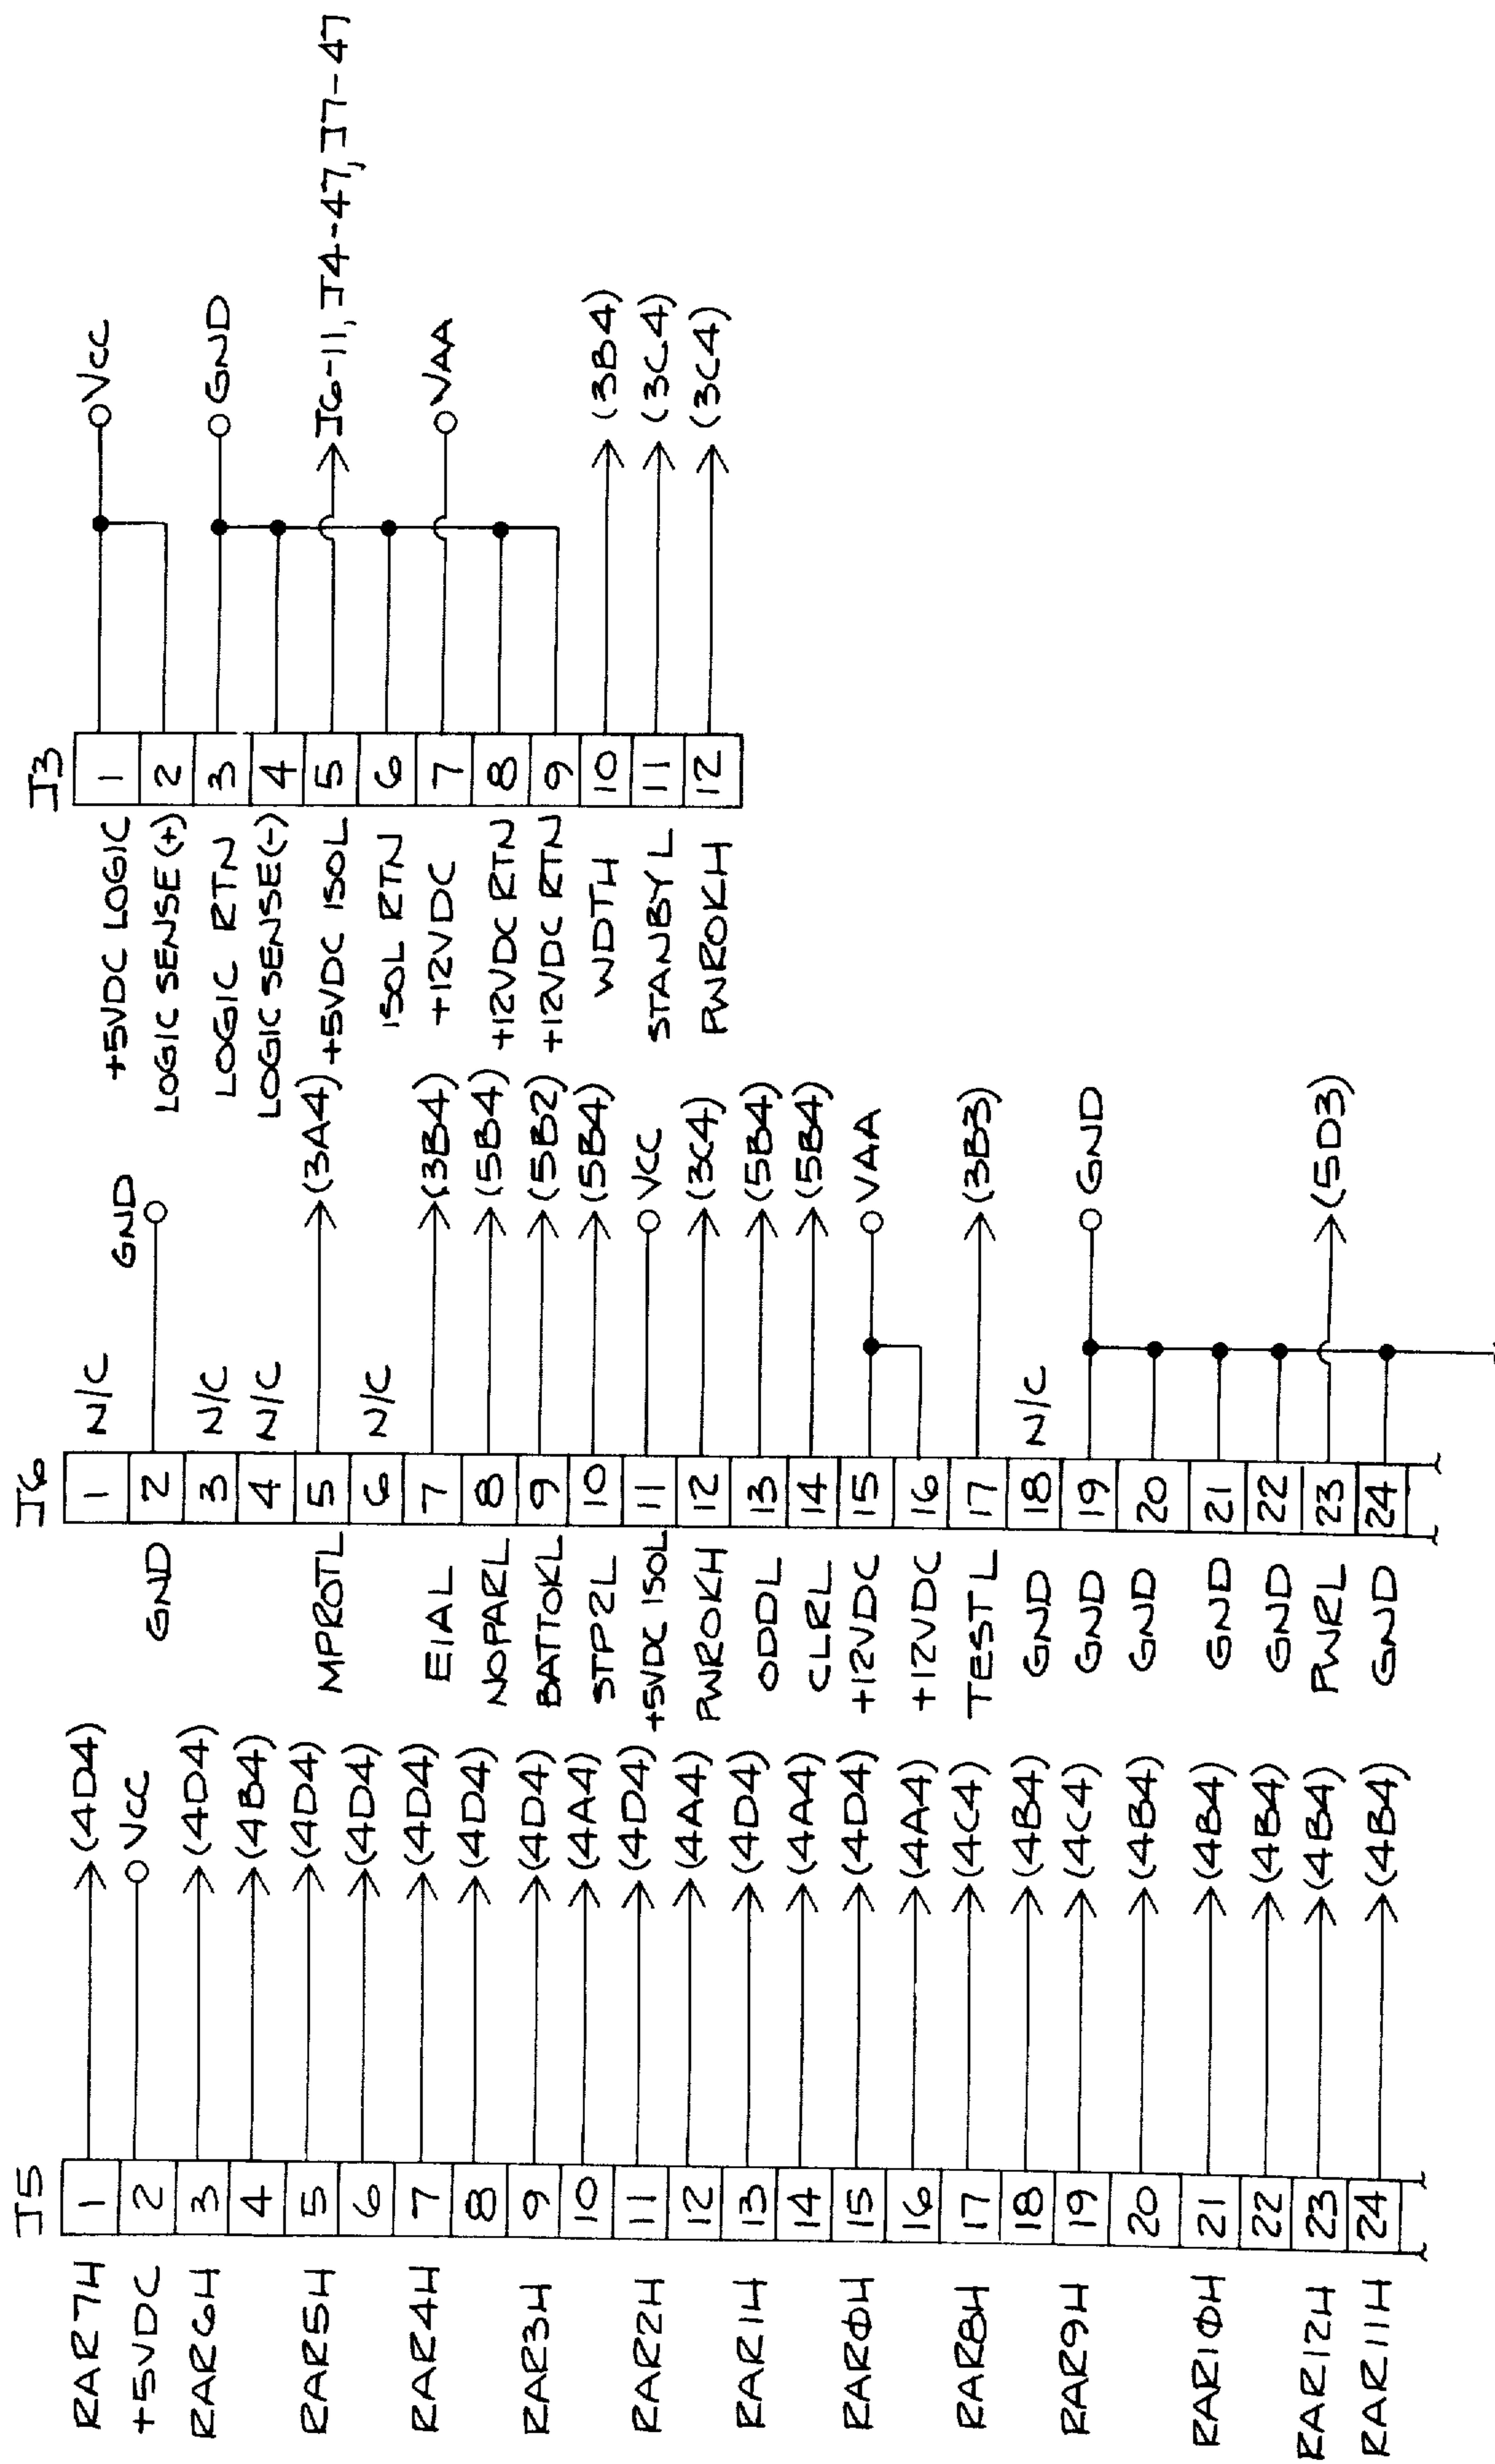 J5
RAR7H 1 (4D4)
+5VDC 2 Vcc
RAR6H 3 (4D4)
4 (4B4)
RAR5H 5 (4D4)
6 (4D4)
RAR4H 7 (4D4)
8 (4D4)
RAR3H 9 (4D4)
10 (4A4)
RAR2H 11 (4D4)
12 (4A4)
RAR1H 13 (4D4)
14 (4A4)
RARØH 15 (4D4)
16 (4A4)
RAR8H 17 (4C4)
18 (4B4)
RAR9H 19 (4C4)
20 (4B4)
RAR1ØH 21 (4B4)
22 (4B4)
RAR12H 23 (4B4)
RAR11H 24 (4B4)
J6
1 N/C
GND 2 GND
3 N/C
4 N/C
MPROTL 5 (3A4)
6 N/C
EIAL 7 (3B4)
NOPARL 8 (5B4)
BATTOKL 9 (5B2)
STP2L 10 (5B4)
+5VDC ISOL 11 VCC
PWROKH 12 (3C4)
ODDL 13 (5B4)
CLRL 14 (5B4)
+12VDC 15 VAA
+12VDC 16
TESTL 17 (3B3)
GND 18 N/C
GND 19 GND
GND 20
GND 21
GND 22
PWRL 23 (5D3)
GND 24
J3
+5VDC LOGIC 1 Vcc
LOGIC SENSE(+) 2
LOGIC RTN 3 GND
LOGIC SENSE(-) 4
+5VDC ISOL 5 J6-11, J4-47, J7-47
ISOL RTN 6
+12VDC 7 VAA
+12VDC RTN 8
+12VDC RTN 9
WDTH 10 (3B4)
STANBYL 11 (3C4)
PWROKH 12 (3C4)